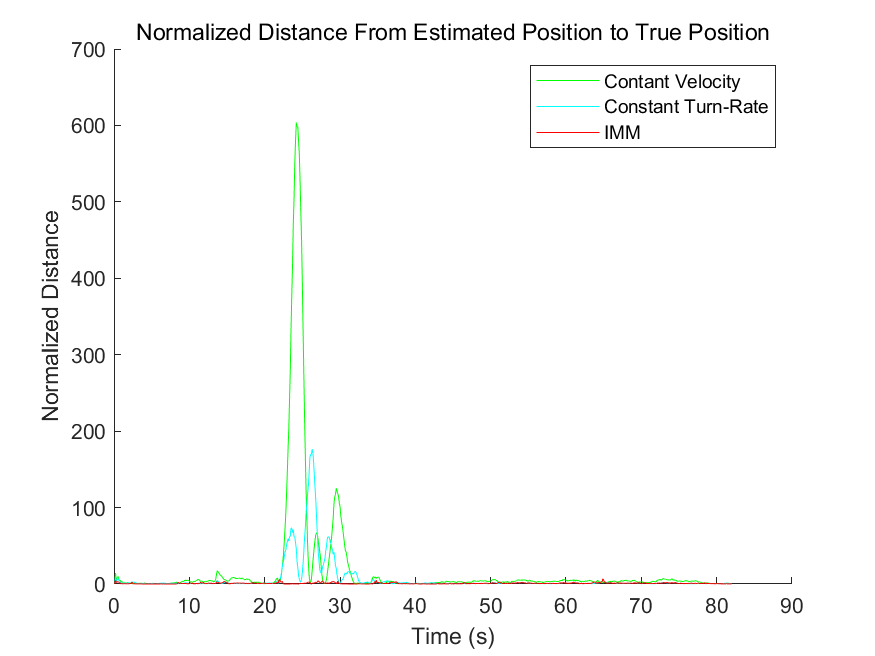 Normalized Distance From Estimated Position to True Position
700
600
500
400
300
200
100
0
Normalized Distance
Contant Velocity
Constant Turn-Rate
IMM
0 10 20 30 40 50 60 70 80 90
Time (s)